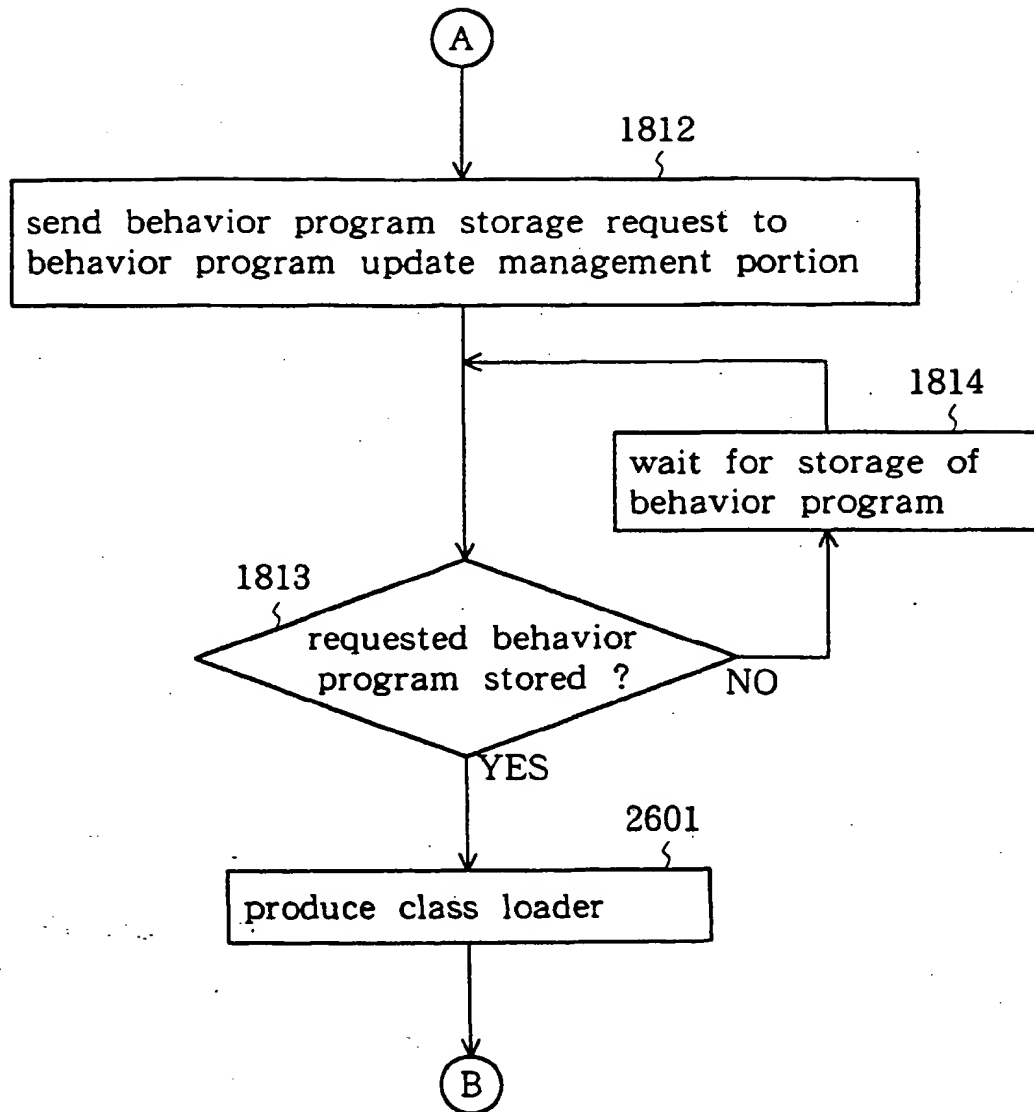 A
1812
send behavior program storage request to
behavior program update management portion
1814
wait for storage of
behavior program
1813
requested behavior
program stored ?
NO
YES
2601
produce class loader
B